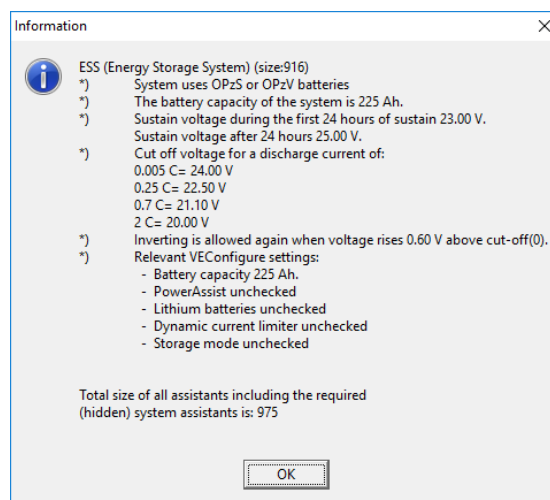 Information
ESS (Energy Storage System) (size:916)
*) System uses OPzS or OPzV batteries
*) The battery capacity of the system is 225 Ah.
*) Sustain voltage during the first 24 hours of sustain 23.00 V.
Sustain voltage after 24 hours 25.00 V.
*) Cut off voltage for a discharge current of:
0.005 C= 24.00 V
0.25 C= 22.50 V
0.7 C= 21.10 V
2 C= 20.00 V
*) Inverting is allowed again when voltage rises 0.60 V above cut-off(0).
*) Relevant VEConfigure settings:
- Battery capacity 225 Ah.
- PowerAssist unchecked
- Lithium batteries unchecked
- Dynamic current limiter unchecked
- Storage mode unchecked
Total size of all assistants including the required
(hidden) system assistants is: 975
OK